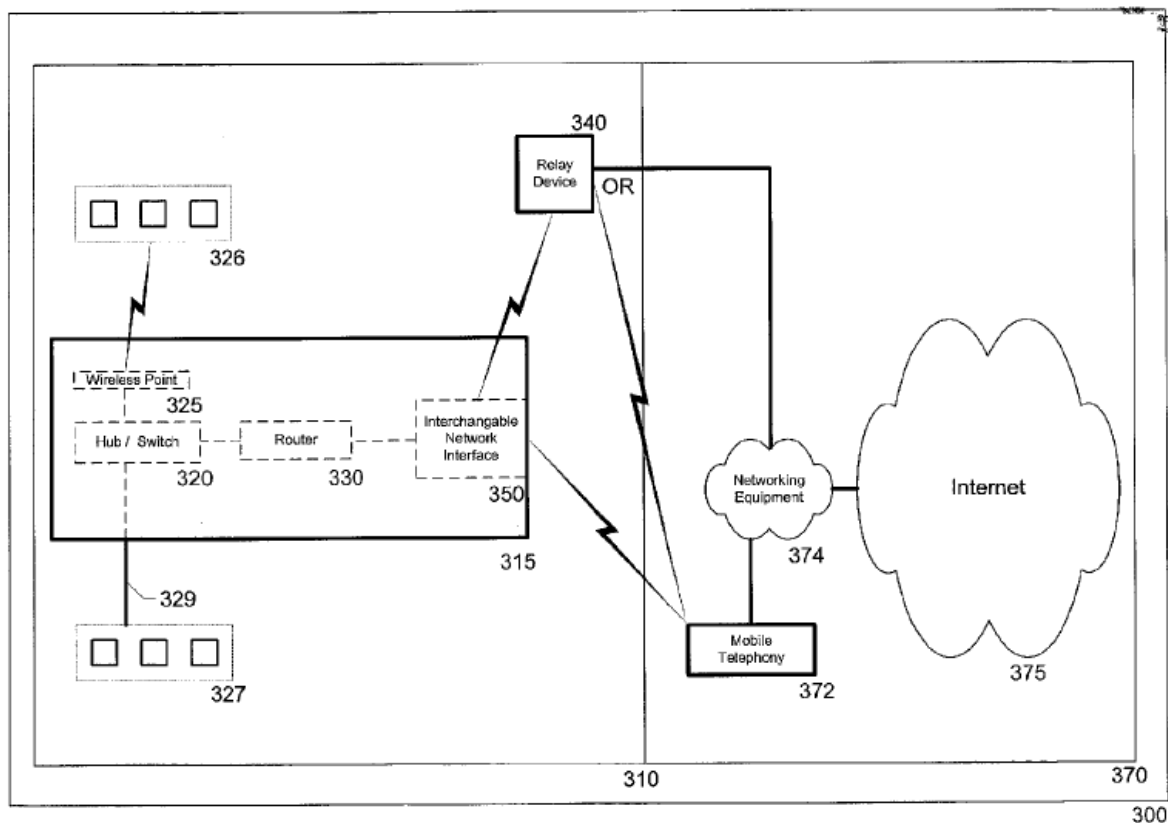 340
Relay
Device
OR
326
Wireless Point
325
Hub / Switch
320
Router
330
Interchangable
Network
Interface
350
315
329
327
Networking
Equipment
374
Internet
375
Mobile
Telephony
372
310
370
300